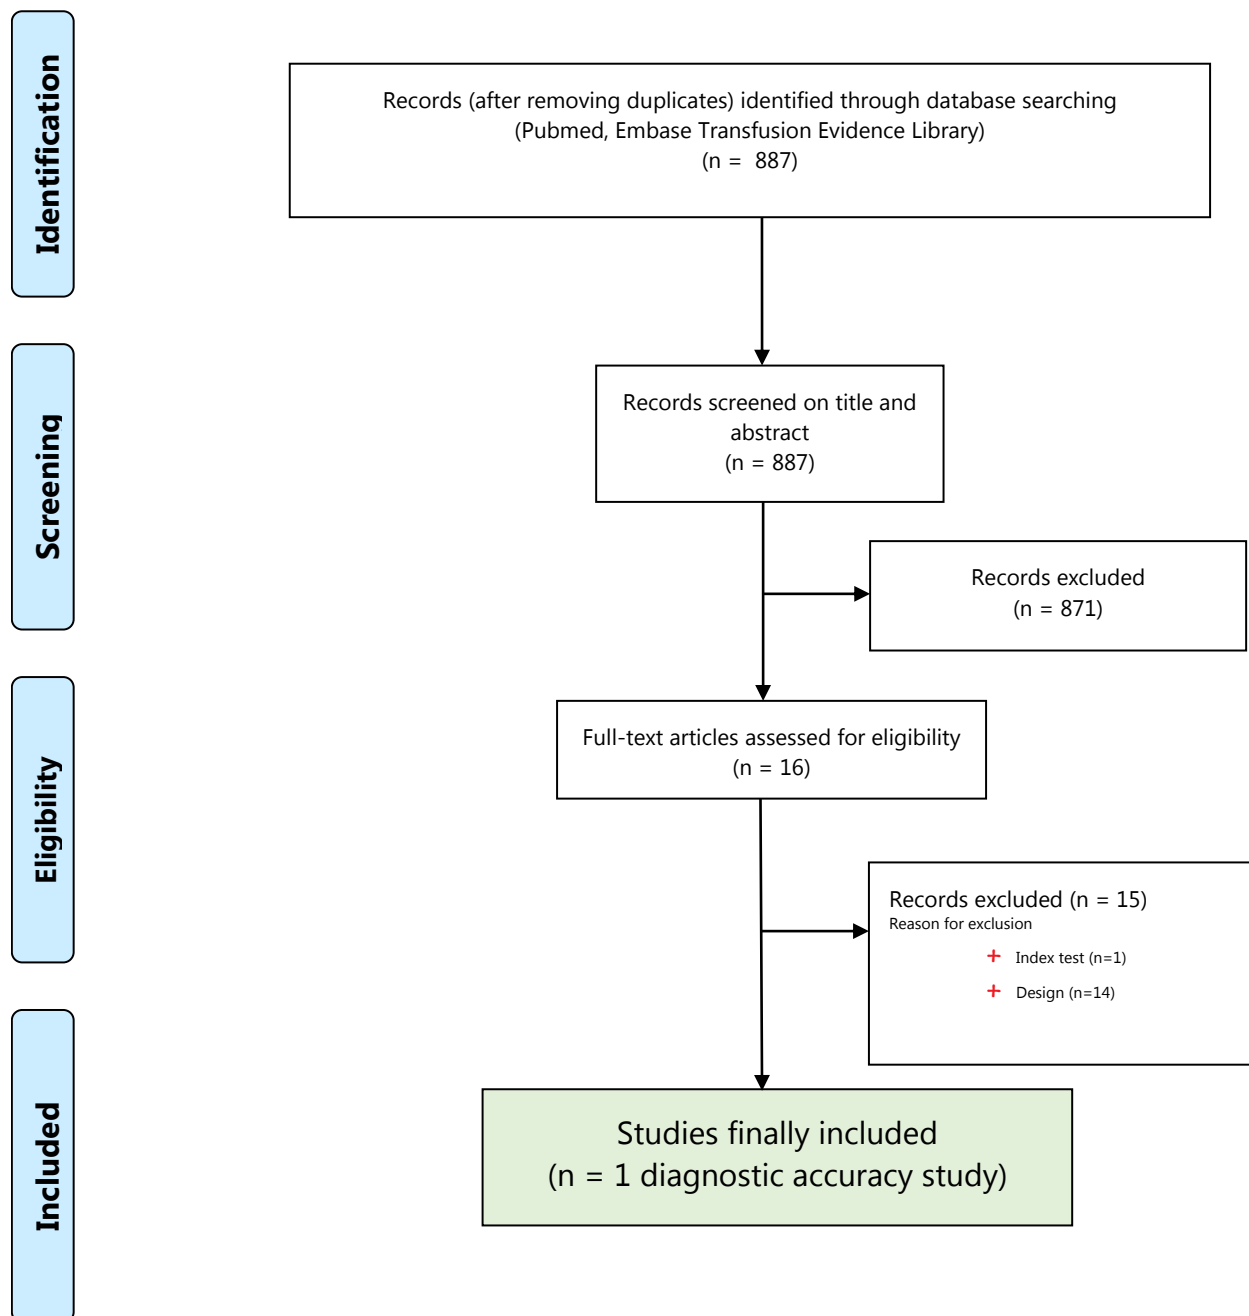 Identification
Records (after removing duplicates) identified through database searching
(Pubmed, Embase Transfusion Evidence Library)
(n =  887)
Screening
Records screened on title and
abstract
(n = 887)
Records excluded
(n = 871)
Eligibility
Full-text articles assessed for eligibility
(n = 16)
Records excluded (n = 15)
Reason for exclusion
+ Index test (n=1)
+ Design (n=14)
Included
Studies finally included
(n = 1 diagnostic accuracy study)